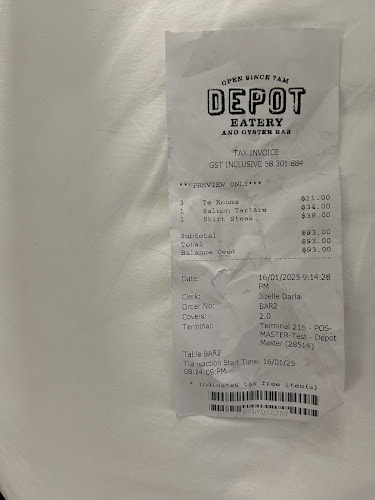 OPEN SINCE 7AM
DEPOT
EATERY
AND OYSTER BAR
TAX INVOICE
GST INCLUSIVE 58 301 884
***PREVIEW ONLY***
3 Te Kouma $21.00
1 Salmon Tartare $34.00
1 Skirt Steak $38.00
Subtotal $93.00
Total $93.00
Balance Owed $93.00
Date: 16/01/2025 9:14:28
PM
Clerk: Jizelle Darla
Order No: BAR2
Covers: 2.0
Terminal: Terminal 215 - POS-
MASTER-Test - Depot
Master (28514)
Table BAR2
Transaction Start Time: 16/01/25
08:24:09 PM
* Indicates tax free item(s)